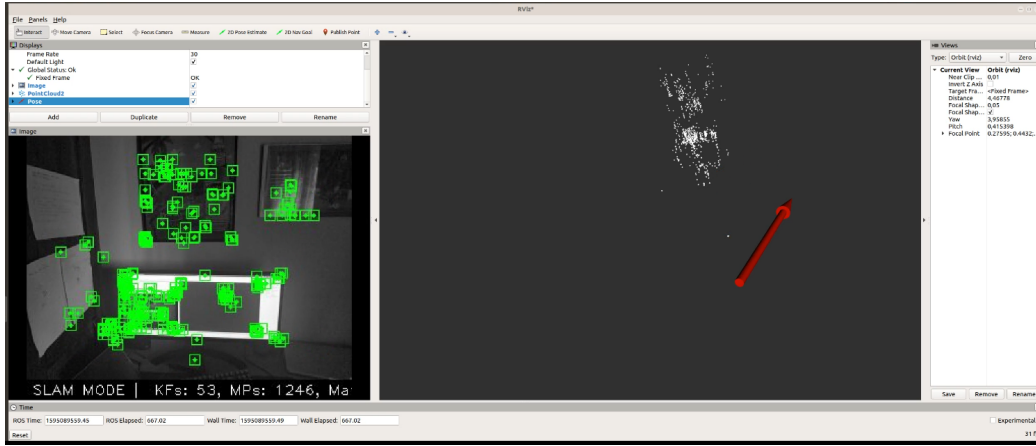 RViz*
File Panels Help
Interact Move Camera Select Focus Camera Measure 2D Pose Estimate 2D Nav Goal Publish Point
Displays
Frame Rate 30
Default Light
Global Status: Ok
Fixed Frame OK
Image
PointCloud2
Pose
Add Duplicate Remove Rename
Image
SLAM MODE | KFs: 53, MPs: 1246, Ma
Views
Type: Orbit (rviz) Zero
Current View Orbit (rviz)
Near Clip ... 0,01
Invert Z Axis
Target Fra... <Fixed Frame>
Distance 4,46778
Focal Shap... 0,05
Focal Shap...
Yaw 3,95855
Pitch 0,415398
Focal Point 0.27595; 0.4432;...
Save Remove Rename
Time
ROS Time: 1595089559.45 ROS Elapsed: 667.02 Wall Time: 1595089559.49 Wall Elapsed: 667.02
Experimental
Reset